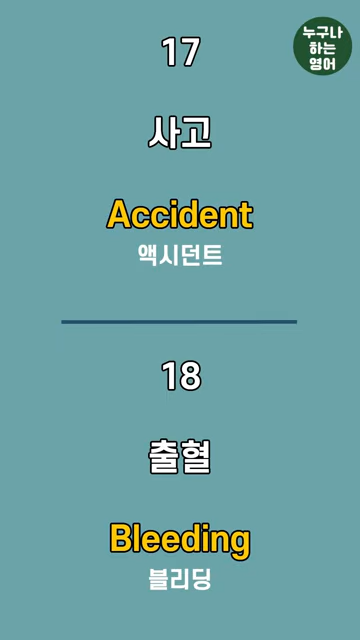 17
누구나
하는
영어
사고
Accident
액시던트
18
출혈
Bleeding
블리딩